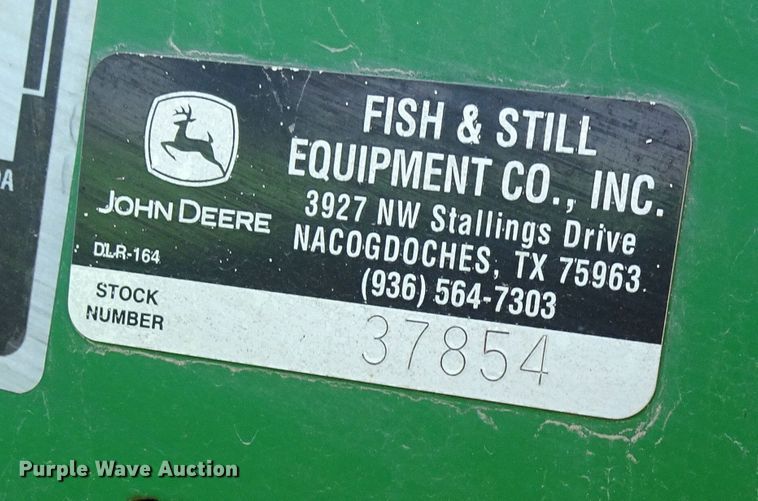 FISH & STILL
EQUIPMENT CO., INC.
3927 NW Stallings Drive
NACOGDOCHES, TX 75963
(936) 564-7303
JOHN DEERE
DLR-164
STOCK
NUMBER
37854
DA
Purple Wave Auction